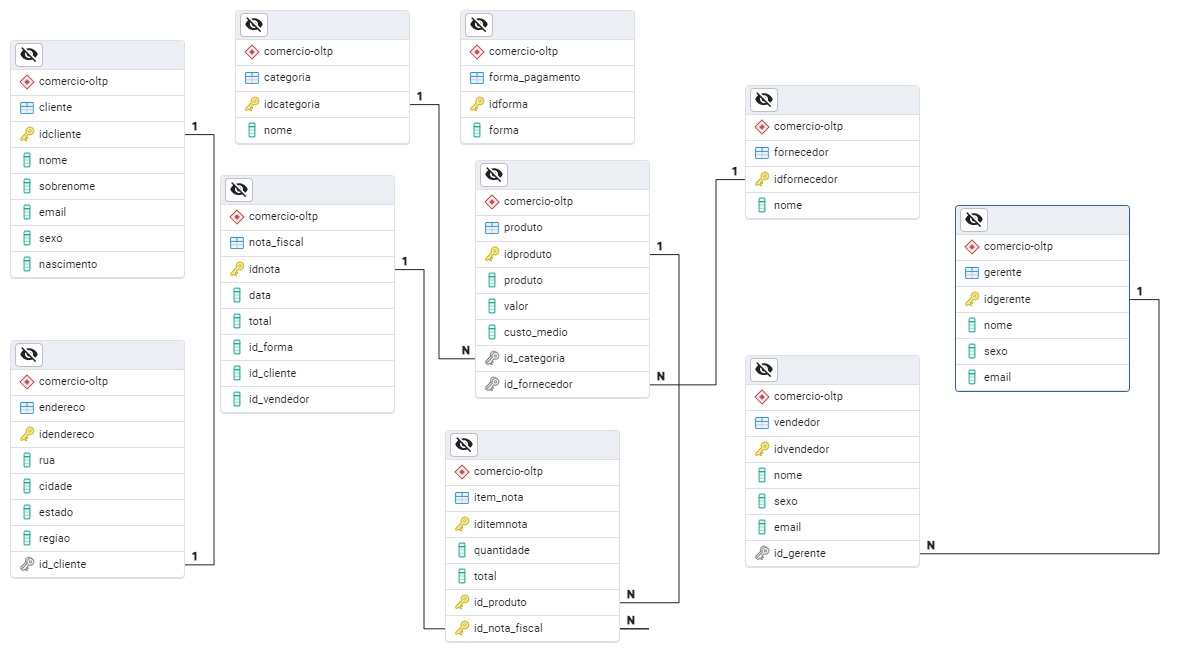 comercio-oltp
cliente
idcliente
nome
sobrenome
email
sexo
nascimento
1
comercio-oltp
categoria
idcategoria
nome
1
comercio-oltp
forma_pagamento
idforma
forma
comercio-oltp
nota_fiscal
idnota
data
total
id_forma
id_cliente
id_vendedor
1
comercio-oltp
produto
idproduto
produto
valor
custo_medio
id_categoria
id_fornecedor
1
N
N
comercio-oltp
fornecedor
idfornecedor
nome
1
comercio-oltp
gerente
idgerente
nome
sexo
email
1
comercio-oltp
endereco
idendereco
rua
cidade
estado
regiao
id_cliente
1
comercio-oltp
item_nota
iditemnota
quantidade
total
id_produto
id_nota_fiscal
N
N
comercio-oltp
vendedor
idvendedor
nome
sexo
email
id_gerente
N